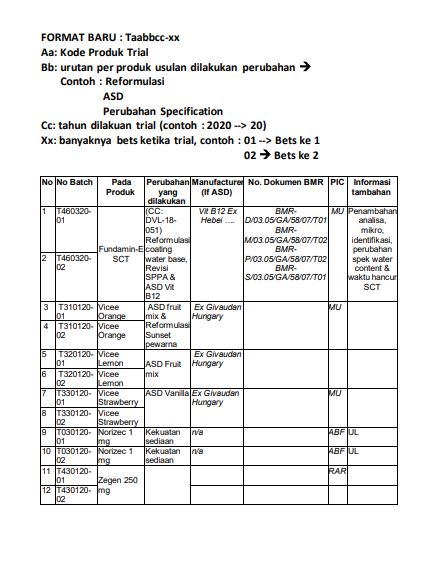 FORMAT BARU : Taabbcc-xx
Aa: Kode Produk Trial
Bb: urutan per produk usulan dilakukan perubahan →
Contoh : Reformulasi
ASD
Perubahan Specification
Cc: tahun dilakuan trial (contoh : 2020 --> 20)
Xx: banyaknya bets ketika trial, contoh : 01 --> Bets ke 1
02 → Bets ke 2
No No Batch Pada Produk Perubahan yang dilakukan Manufacturer (If ASD) No. Dokumen BMR PIC Informasi tambahan
1 T460320-01 Fundamin-E SCT (CC: DVL-18-051) Reformulasi coating water base, Revisi SPPA & ASD Vit B12 Vit B12 Ex Hebei .... BMR-D/03.05/GA/58/07/T01 BMR-M/03.05/GA/58/07/T02 BMR-P/03.05/GA/58/07/T02 BMR-S/03.05/GA/58/07/T01 MU Penambahan analisa, mikro, identifikasi, perubahan spek water content & waktu hancur SCT
2 T460320-02
3 T310120-01 Vicee Orange ASD fruit mix & Reformulasi Sunset pewarna Ex Givaudan Hungary MU
4 T310120-02 Vicee Orange
5 T320120-01 Vicee Lemon ASD Fruit mix Ex Givaudan Hungary
6 T320120-02 Vicee Lemon
7 T330120-01 Vicee Strawberry ASD Vanilla Ex Givaudan Hungary MU
8 T330120-02 Vicee Strawberry
9 T030120-01 Norizec 1 mg Kekuatan sediaan n/a ABF UL
10 T030120-02 Norizec 1 mg Kekuatan sediaan n/a ABF UL
11 T430120-01 Zegen 250 mg RAR
12 T430120-02